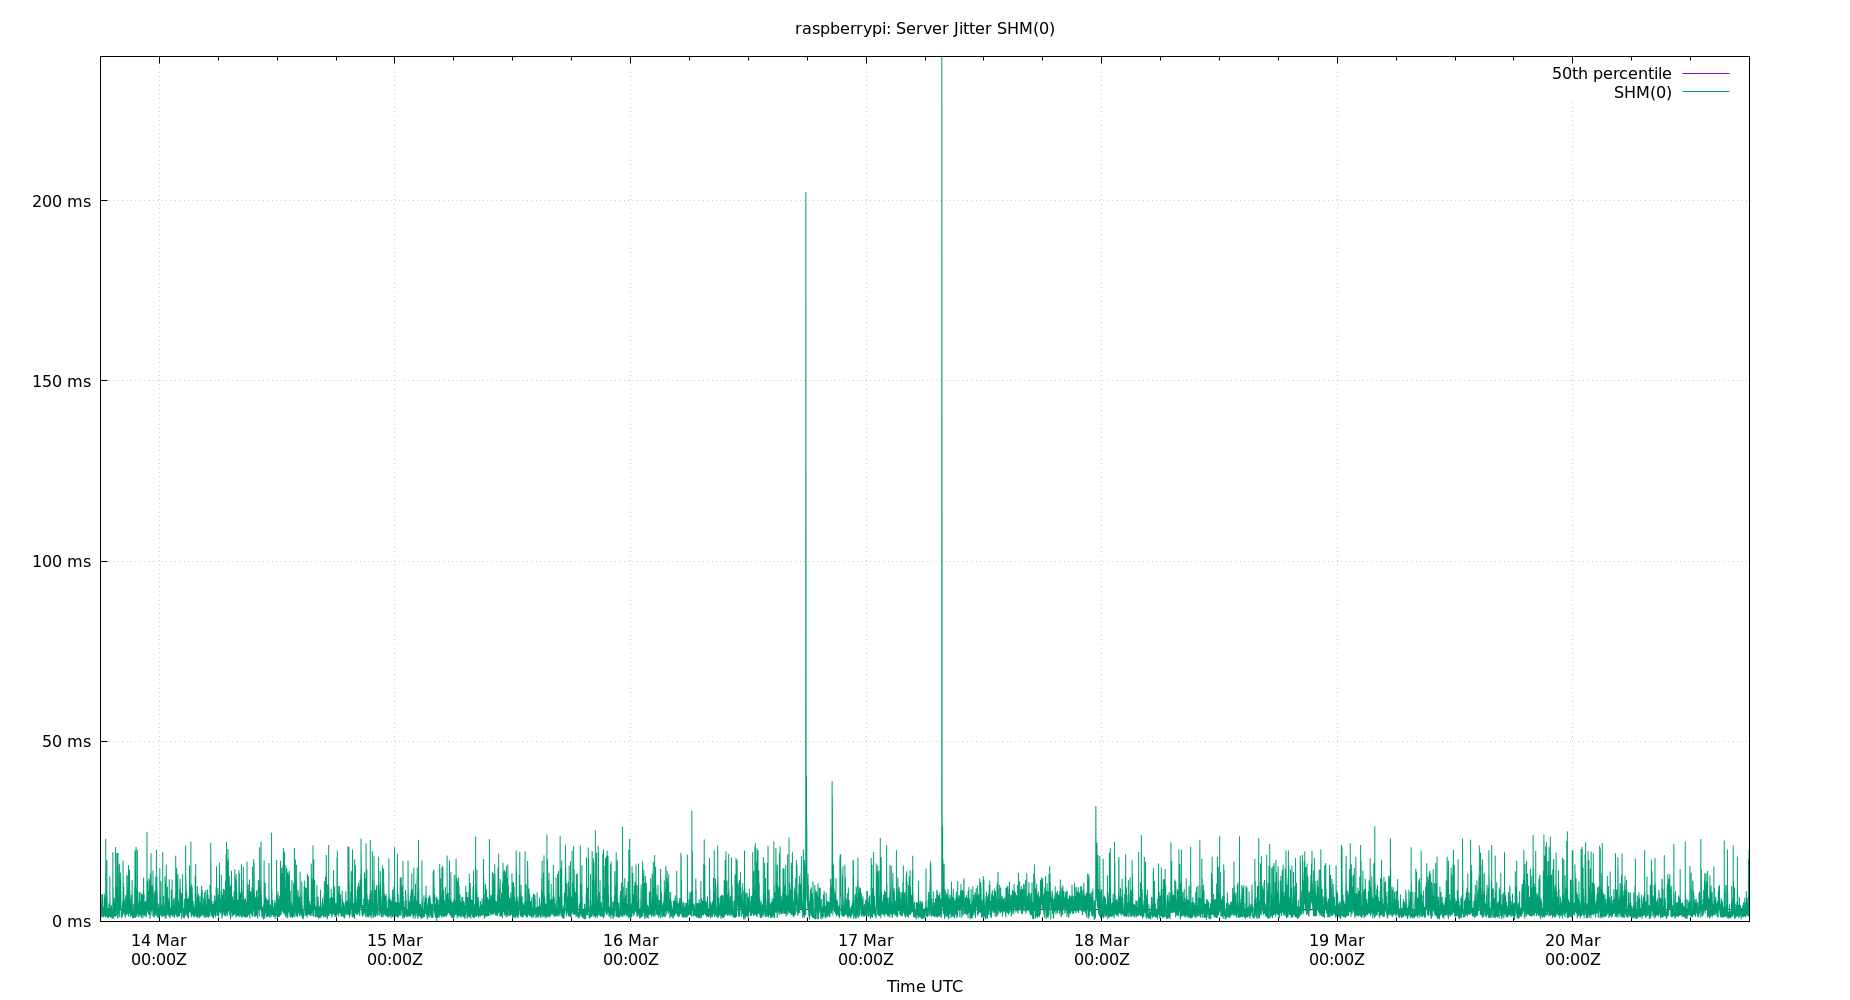 raspberrypi: Server Jitter SHM(0)
50th percentile
SHM(0)
200 ms
150 ms
100 ms
50 ms
0 ms
14 Mar 15 Mar 16 Mar 17 Mar 18 Mar 19 Mar 20 Mar
00:00Z 00:00Z 00:00Z 00:00Z 00:00Z 00:00Z 00:00Z
Time UTC